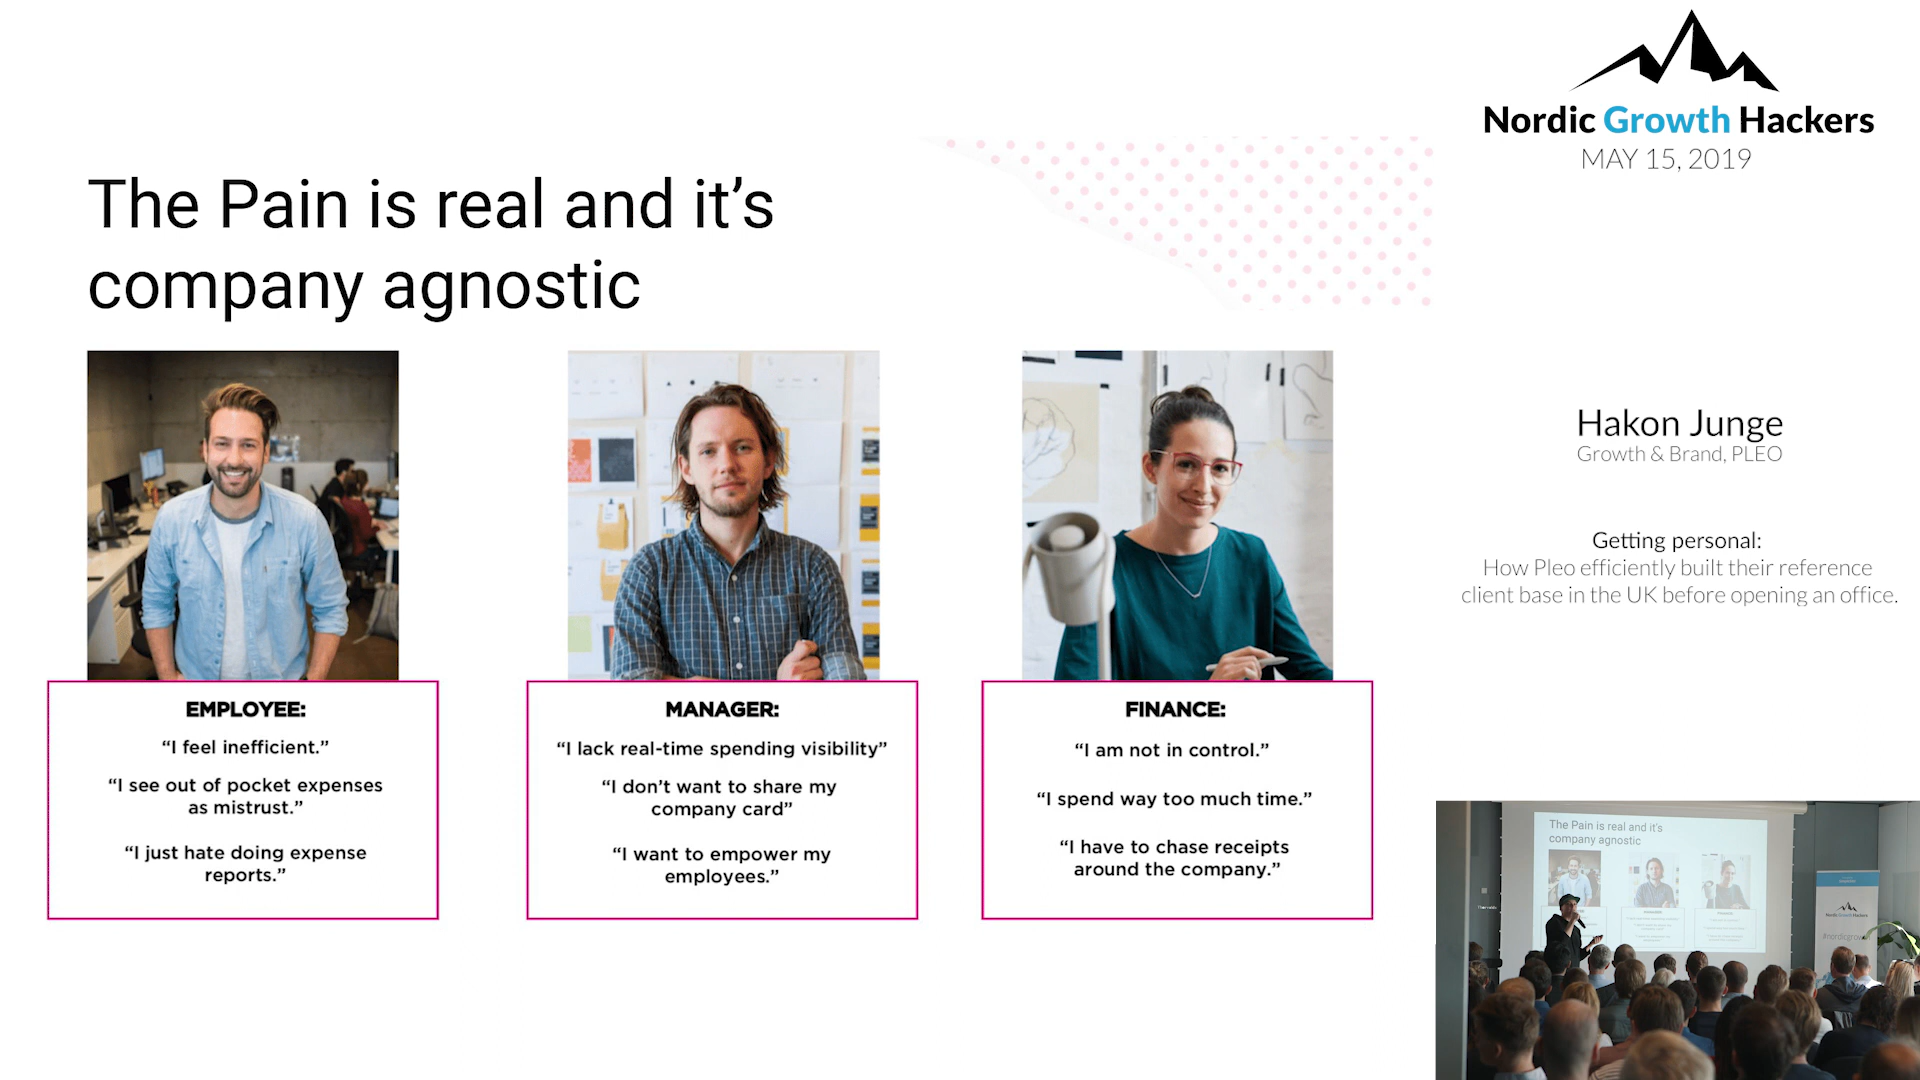 Nordic Growth Hackers
MAY 15, 2019
The Pain is real and it’s
company agnostic
EMPLOYEE:
“I feel inefficient.”
“I see out of pocket expenses
as mistrust.”
“I just hate doing expense
reports.”
MANAGER:
“I lack real-time spending visibility”
“I don’t want to share my
company card”
“I want to empower my
employees.”
FINANCE:
“I am not in control.”
“I spend way too much time.”
“I have to chase receipts
around the company.”
Hakon Junge
Growth & Brand, PLEO
Getting personal:
How Pleo efficiently built their reference
client base in the UK before opening an office.
The Pain is real and it’s
company agnostic
Nordic Growth Hackers